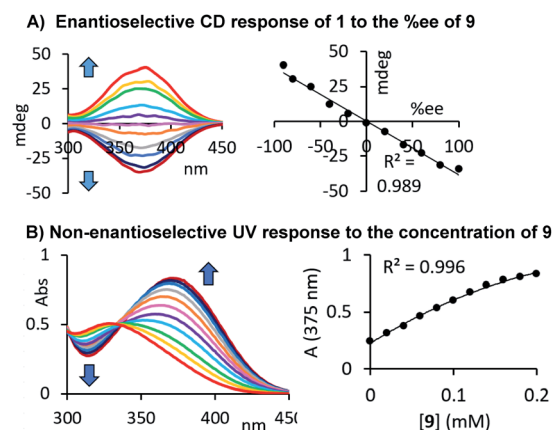 A) Enantioselective CD response of 1 to the %ee of 9
50
25
0
-25
-50
mdeg
300
350
400
450
nm
50
25
0
-25
-50
mdeg
%ee
-100
-50
0
50
100
R² =
0.989
B) Non-enantioselective UV response to the concentration of 9
1
0.5
0
Abs
300
350
400
450
nm
1
0.5
0
A (375 nm)
R² = 0.996
0
0.1
0.2
[9] (mM)